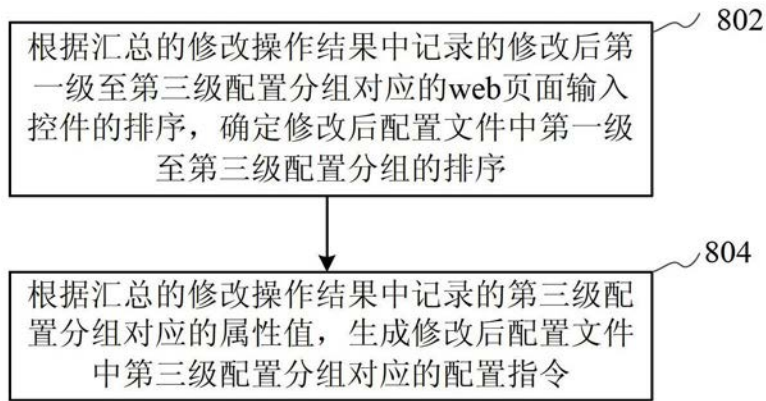 802
根据汇总的修改操作结果中记录的修改后第
一级至第三级配置分组对应的web页面输入
控件的排序，确定修改后配置文件中第一级
至第三级配置分组的排序
804
根据汇总的修改操作结果中记录的第三级配
置分组对应的属性值，生成修改后配置文件
中第三级配置分组对应的配置指令